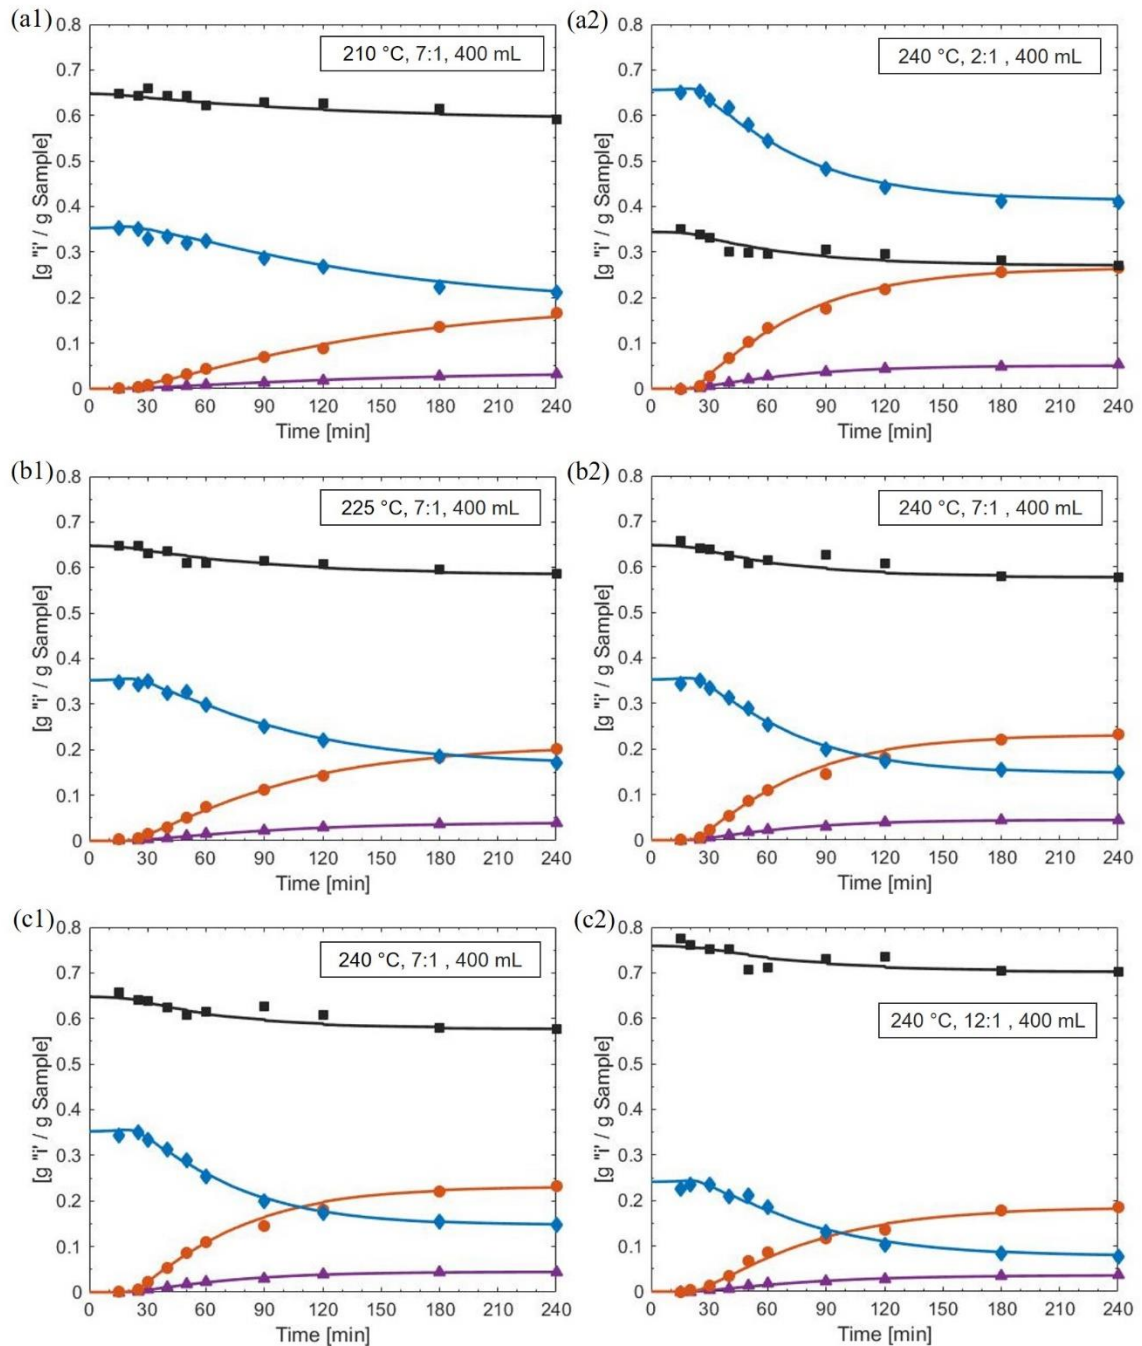 (a1)
210 °C, 7:1, 400 mL
[g "i' / g Sample]
0.8
0.7
0.6
0.5
0.4
0.3
0.2
0.1
0
0 30 60 90 120 150 180 210 240
Time [min]
(a2)
240 °C, 2:1 , 400 mL
0.8
0.7
0.6
0.5
0.4
0.3
0.2
0.1
0
0 30 60 90 120 150 180 210 240
Time [min]
(b1)
225 °C, 7:1, 400 mL
[g "i' / g Sample]
0.8
0.7
0.6
0.5
0.4
0.3
0.2
0.1
0
0 30 60 90 120 150 180 210 240
Time [min]
(b2)
240 °C, 7:1 , 400 mL
[g "i' / g Sample]
0.8
0.7
0.6
0.5
0.4
0.3
0.2
0.1
0
0 30 60 90 120 150 180 210 240
Time [min]
(c1)
240 °C, 7:1 , 400 mL
[g "i' / g Sample]
0.8
0.7
0.6
0.5
0.4
0.3
0.2
0.1
0
0 30 60 90 120 150 180 210 240
Time [min]
(c2)
240 °C, 12:1 , 400 mL
[g "i' / g Sample]
0.8
0.7
0.6
0.5
0.4
0.3
0.2
0.1
0
0 30 60 90 120 150 180 210 240
Time [min]